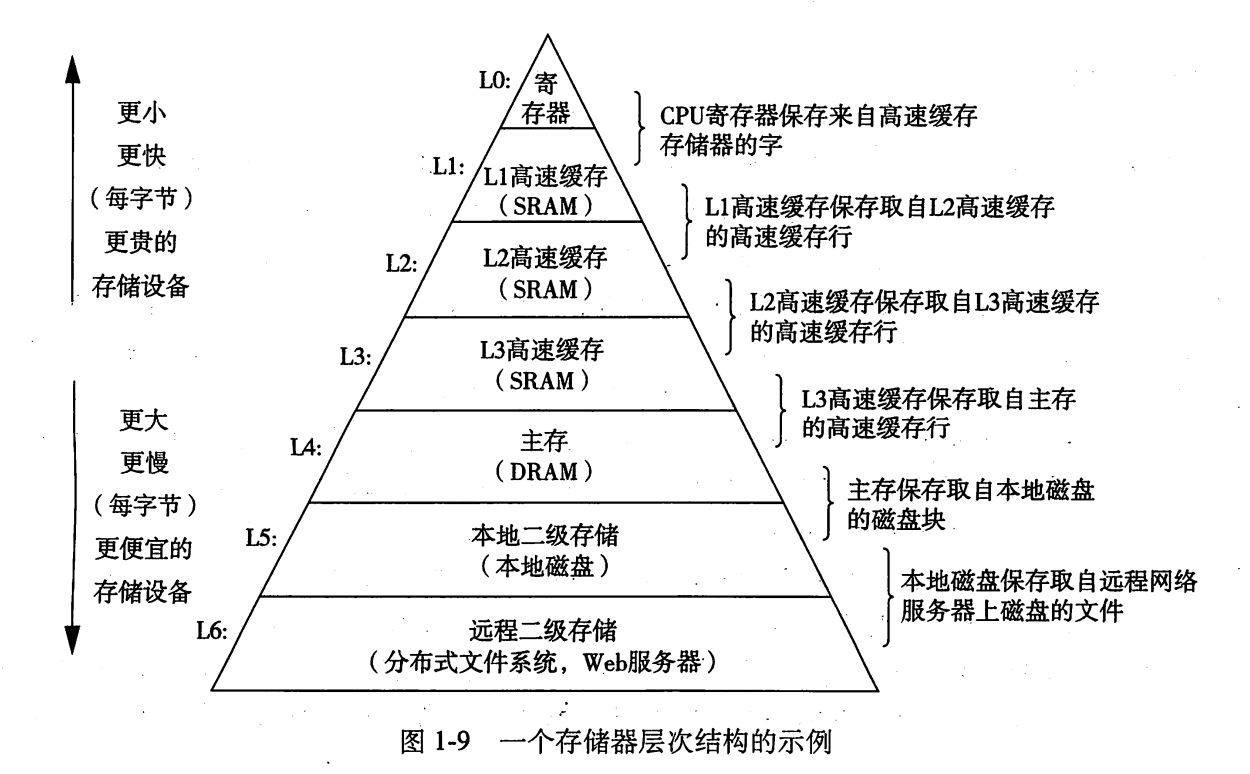 更小
更快
（每字节）
更贵的
存储设备
更大
更慢
（每字节）
更便宜的
存储设备
L0:
寄
存器
CPU寄存器保存来自高速缓存
存储器的字
L1:
L1高速缓存
（SRAM）
L1高速缓存保存取自L2高速缓存
的高速缓存行
L2:
L2高速缓存
（SRAM）
L2高速缓存保存取自L3高速缓存
的高速缓存行
L3:
L3高速缓存
（SRAM）
L3高速缓存保存取自主存
的高速缓存行
L4:
主存
（DRAM）
主存保存取自本地磁盘
的磁盘块
L5:
本地二级存储
（本地磁盘）
本地磁盘保存取自远程网络
服务器上磁盘的文件
L6:
远程二级存储
（分布式文件系统，Web服务器）
图 1-9 一个存储器层次结构的示例